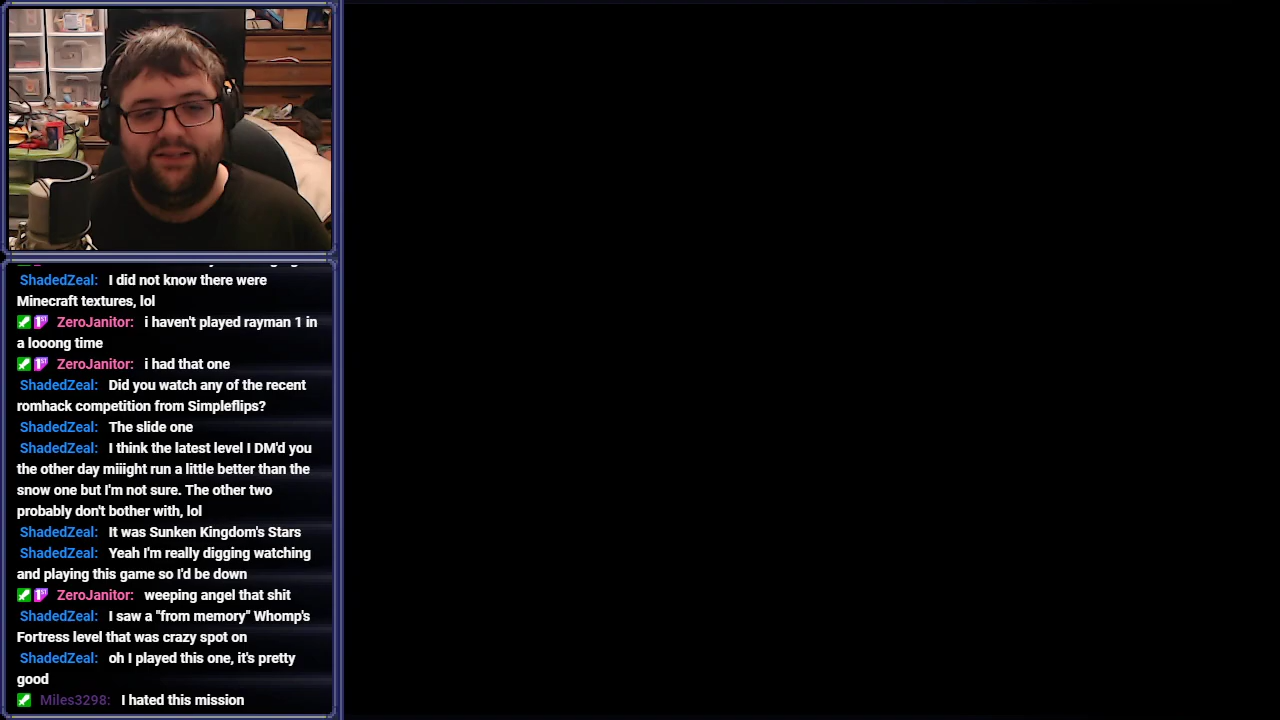 ShadedZeal: I did not know there were
Minecraft textures, lol
ZeroJanitor: i haven't played rayman 1 in
a looong time
ZeroJanitor: i had that one
ShadedZeal: Did you watch any of the recent
romhack competition from Simpleflips?
ShadedZeal: The slide one
ShadedZeal: I think the latest level I DM'd you
the other day miiight run a little better than the
snow one but I'm not sure. The other two
probably don't bother with, lol
ShadedZeal: It was Sunken Kingdom's Stars
ShadedZeal: Yeah I'm really digging watching
and playing this game so I'd be down
ZeroJanitor: weeping angel that shit
ShadedZeal: I saw a "from memory" Whomp's
Fortress level that was crazy spot on
ShadedZeal: oh I played this one, it's pretty
good
Miles3298: I hated this mission